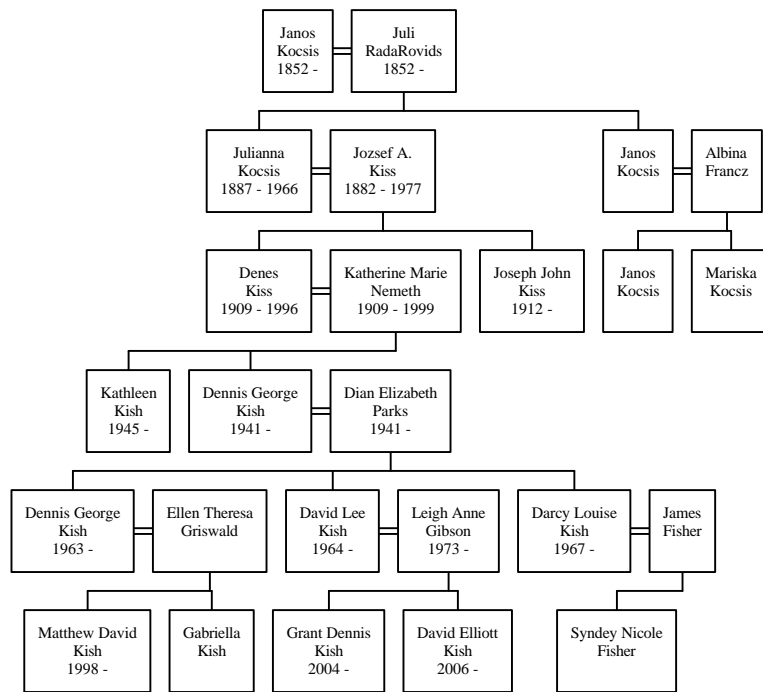 Janos
Kocsis
1852 -
Juli
RadaRovids
1852 -
Julianna
Kocsis
1887 - 1966
Jozsef A.
Kiss
1882 - 1977
Janos
Kocsis
Albina
Francz
Denes
Kiss
1909 - 1996
Katherine Marie
Nemeth
1909 - 1999
Joseph John
Kiss
1912 -
Janos
Kocsis
Mariska
Kocsis
Kathleen
Kish
1945 -
Dennis George
Kish
1941 -
Dian Elizabeth
Parks
1941 -
Dennis George
Kish
1963 -
Ellen Theresa
Griswald
David Lee
Kish
1964 -
Leigh Anne
Gibson
1973 -
Darcy Louise
Kish
1967 -
James
Fisher
Matthew David
Kish
1998 -
Gabriella
Kish
Grant Dennis
Kish
2004 -
David Elliott
Kish
2006 -
Syndey Nicole
Fisher